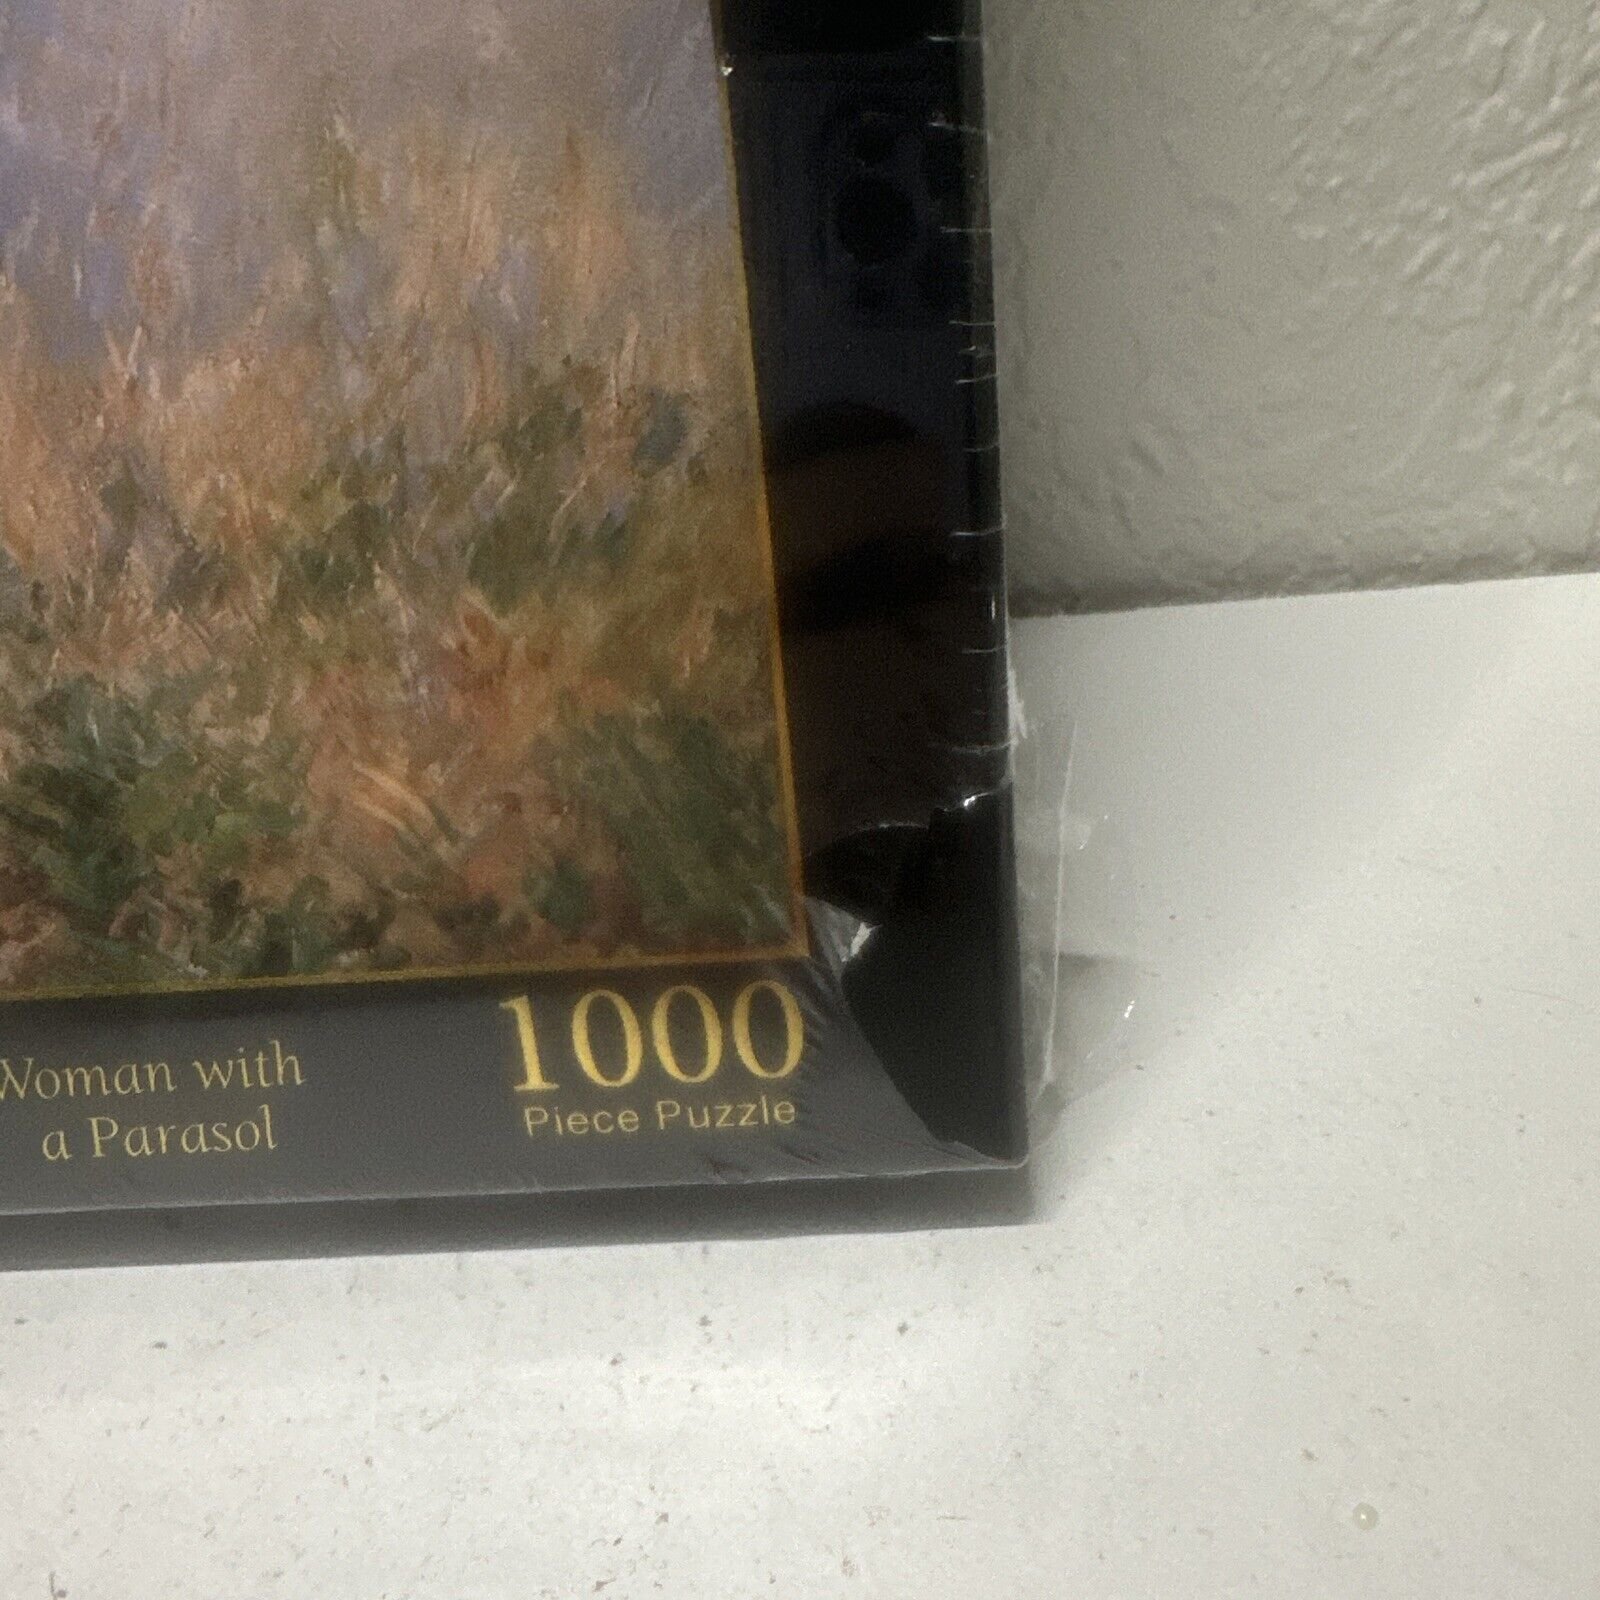 Woman with
a Parasol
1000
Piece Puzzle